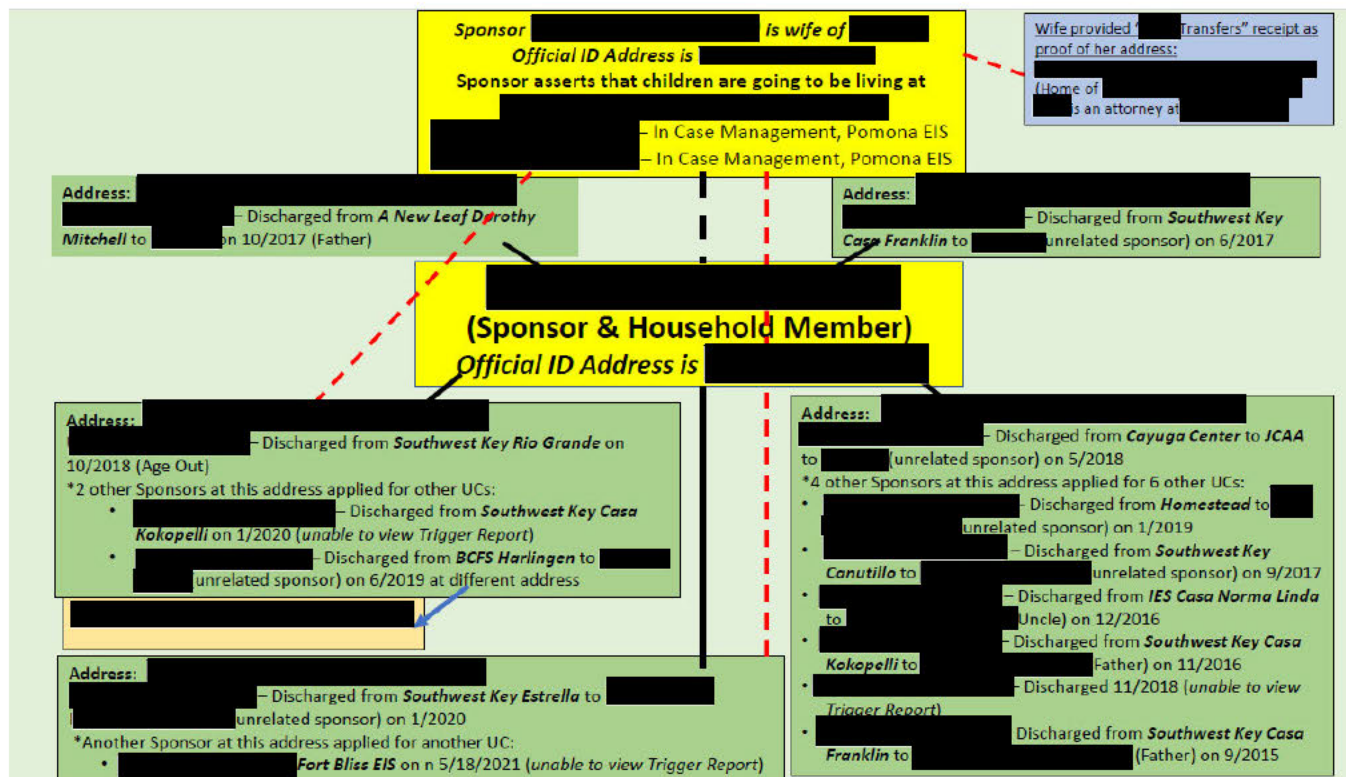 Sponsor is wife of
Official ID Address is
Sponsor asserts that children are going to be living at
– In Case Management, Pomona EIS
– In Case Management, Pomona EIS
Wife provided " Transfers" receipt as
proof of her address:
(Home of
is an attorney at
Address:
– Discharged from A New Leaf Dorothy
Mitchell to on 10/2017 (Father)
Address:
– Discharged from Southwest Key
Casa Franklin to (unrelated sponsor) on 6/2017
(Sponsor & Household Member)
Official ID Address is
Address:
– Discharged from Southwest Key Rio Grande on
10/2018 (Age Out)
*2 other Sponsors at this address applied for other UCs:
• – Discharged from Southwest Key Casa
Kokopelli on 1/2020 (unable to view Trigger Report)
• – Discharged from BCFS Harlingen to
(unrelated sponsor) on 6/2019 at different address
Address:
– Discharged from Southwest Key Estrella to
unrelated sponsor) on 1/2020
*Another Sponsor at this address applied for another UC:
• Fort Bliss EIS on n 5/18/2021 (unable to view Trigger Report)
Address:
– Discharged from Cayuga Center to JCAA
to (unrelated sponsor) on 5/2018
*4 other Sponsors at this address applied for 6 other UCs:
• – Discharged from Homestead to
unrelated sponsor) on 1/2019
• – Discharged from Southwest Key
Canutillo to unrelated sponsor) on 9/2017
• – Discharged from IES Casa Norma Linda
to Uncle) on 12/2016
• – Discharged from Southwest Key Casa
Kokopelli to Father) on 11/2016
• – Discharged 11/2018 (unable to view
Trigger Report)
• Discharged from Southwest Key Casa
Franklin to (Father) on 9/2015